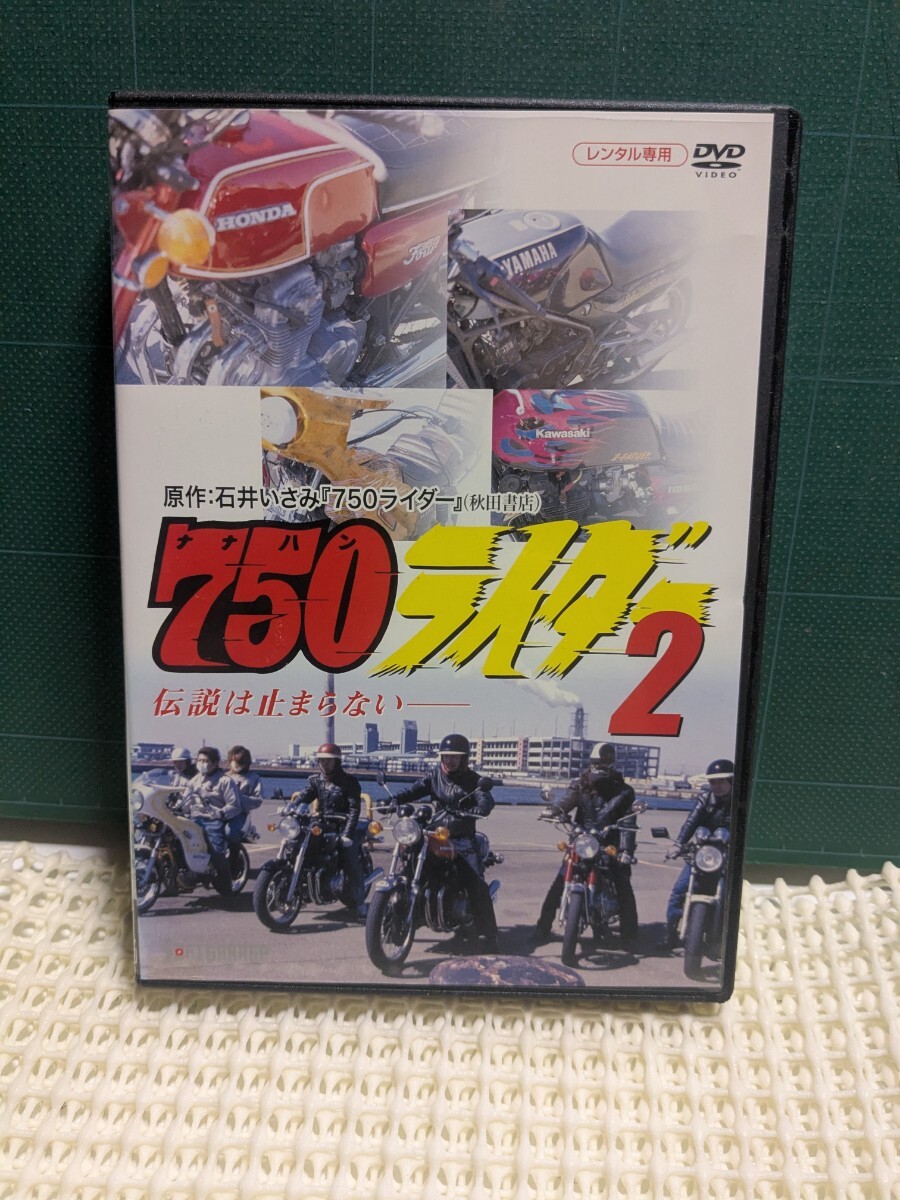 レンタル専用
DVD
VIDEO
HONDA
Four
YAMAHA
Kawasaki
原作:石井いさみ『750ライダー』(秋田書店)
ナナハン
750ライダー2
伝説は止まらない――